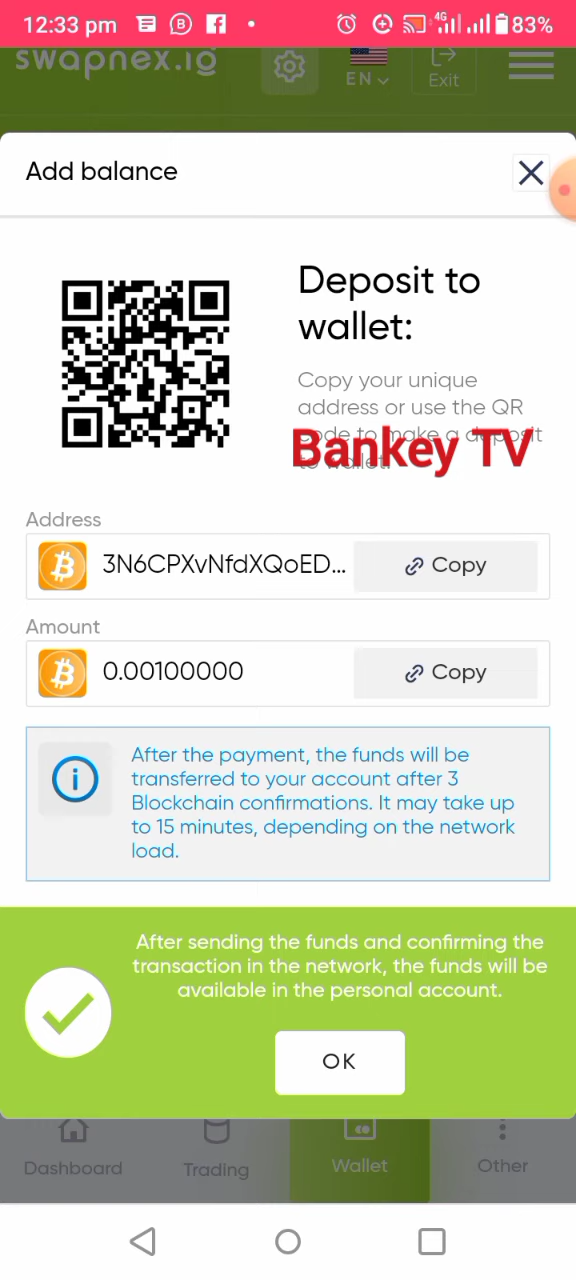 12:33 pm
4G
83%
swapnex.ig
EN
Exit
Add balance
Deposit to
wallet:
Copy your unique
address or use the QR
code to make a deposit
to wallet.
Bankey TV
Address
3N6CPXvNfdXQoED...
Copy
Amount
0.00100000
Copy
After the payment, the funds will be
transferred to your account after 3
Blockchain confirmations. It may take up
to 15 minutes, depending on the network
load.
After sending the funds and confirming the
transaction in the network, the funds will be
available in the personal account.
OK
Dashboard
Trading
Wallet
Other